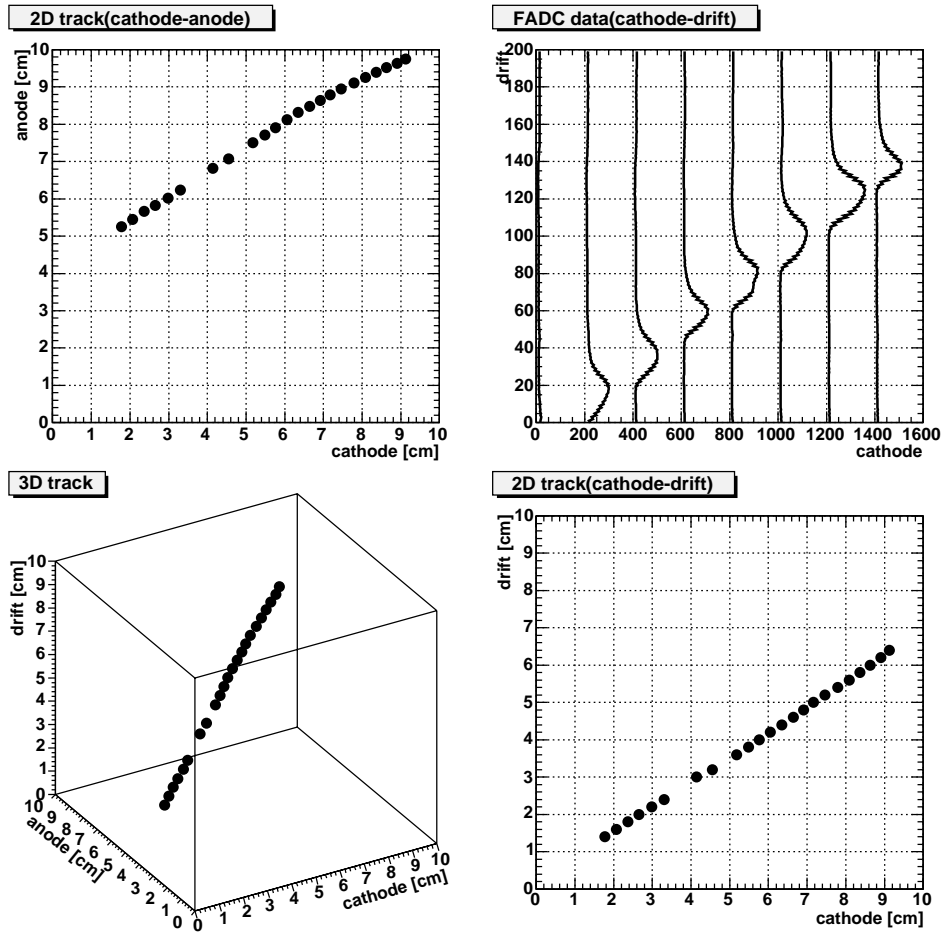 2D track(cathode-anode)
anode [cm]
10
9
8
7
6
5
4
3
2
1
0
0 1 2 3 4 5 6 7 8 9 10
cathode [cm]
FADC data(cathode-drift)
drift
200
180
160
140
120
100
80
60
40
20
0
0 200 400 600 800 1000 1200 1400 1600
cathode
3D track
drift [cm]
10
9
8
7
6
5
4
3
2
1
0
10 9 8 7 6 5 4 3 2 1 0
anode [cm]
0 1 2 3 4 5 6 7 8 9 10
cathode [cm]
2D track(cathode-drift)
drift [cm]
10
9
8
7
6
5
4
3
2
1
0
0 1 2 3 4 5 6 7 8 9 10
cathode [cm]